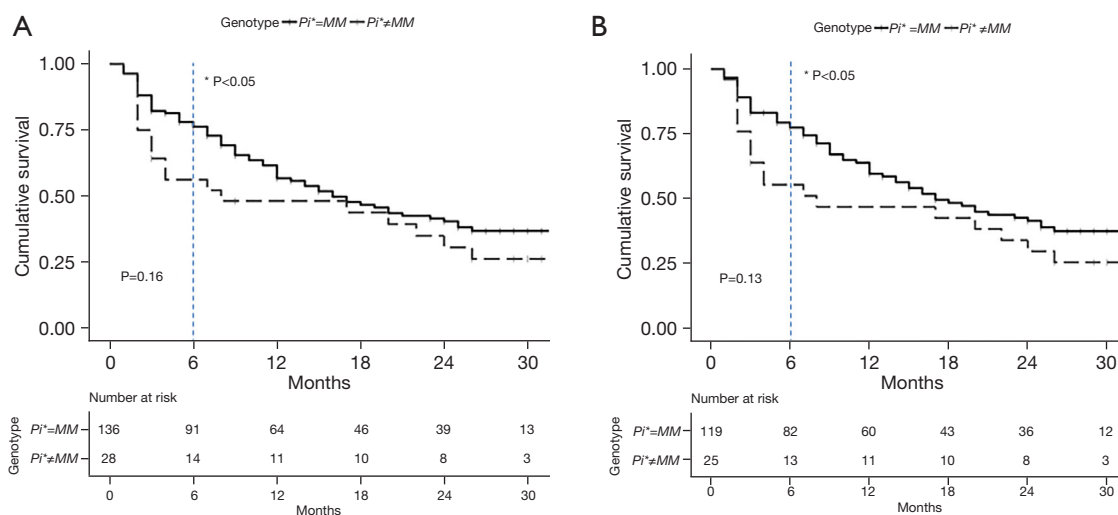 A
Genotype Pi*=MM Pi*≠MM
1.00
0.75
0.50
0.25
0.00
Cumulative survival
* P<0.05
P=0.16
0 6 12 18 24 30
Months
Number at risk
Genotype
Pi*=MM 136 91 64 46 39 13
Pi*≠MM 28 14 11 10 8 3
0 6 12 18 24 30
Months
B
Genotype Pi* =MM Pi* ≠MM
1.00
0.75
0.50
0.25
0.00
Cumulative survival
* P<0.05
P=0.13
0 6 12 18 24 30
Months
Number at risk
Genotype
Pi*=MM 119 82 60 43 36 12
Pi*≠MM 25 13 11 10 8 3
0 6 12 18 24 30
Months